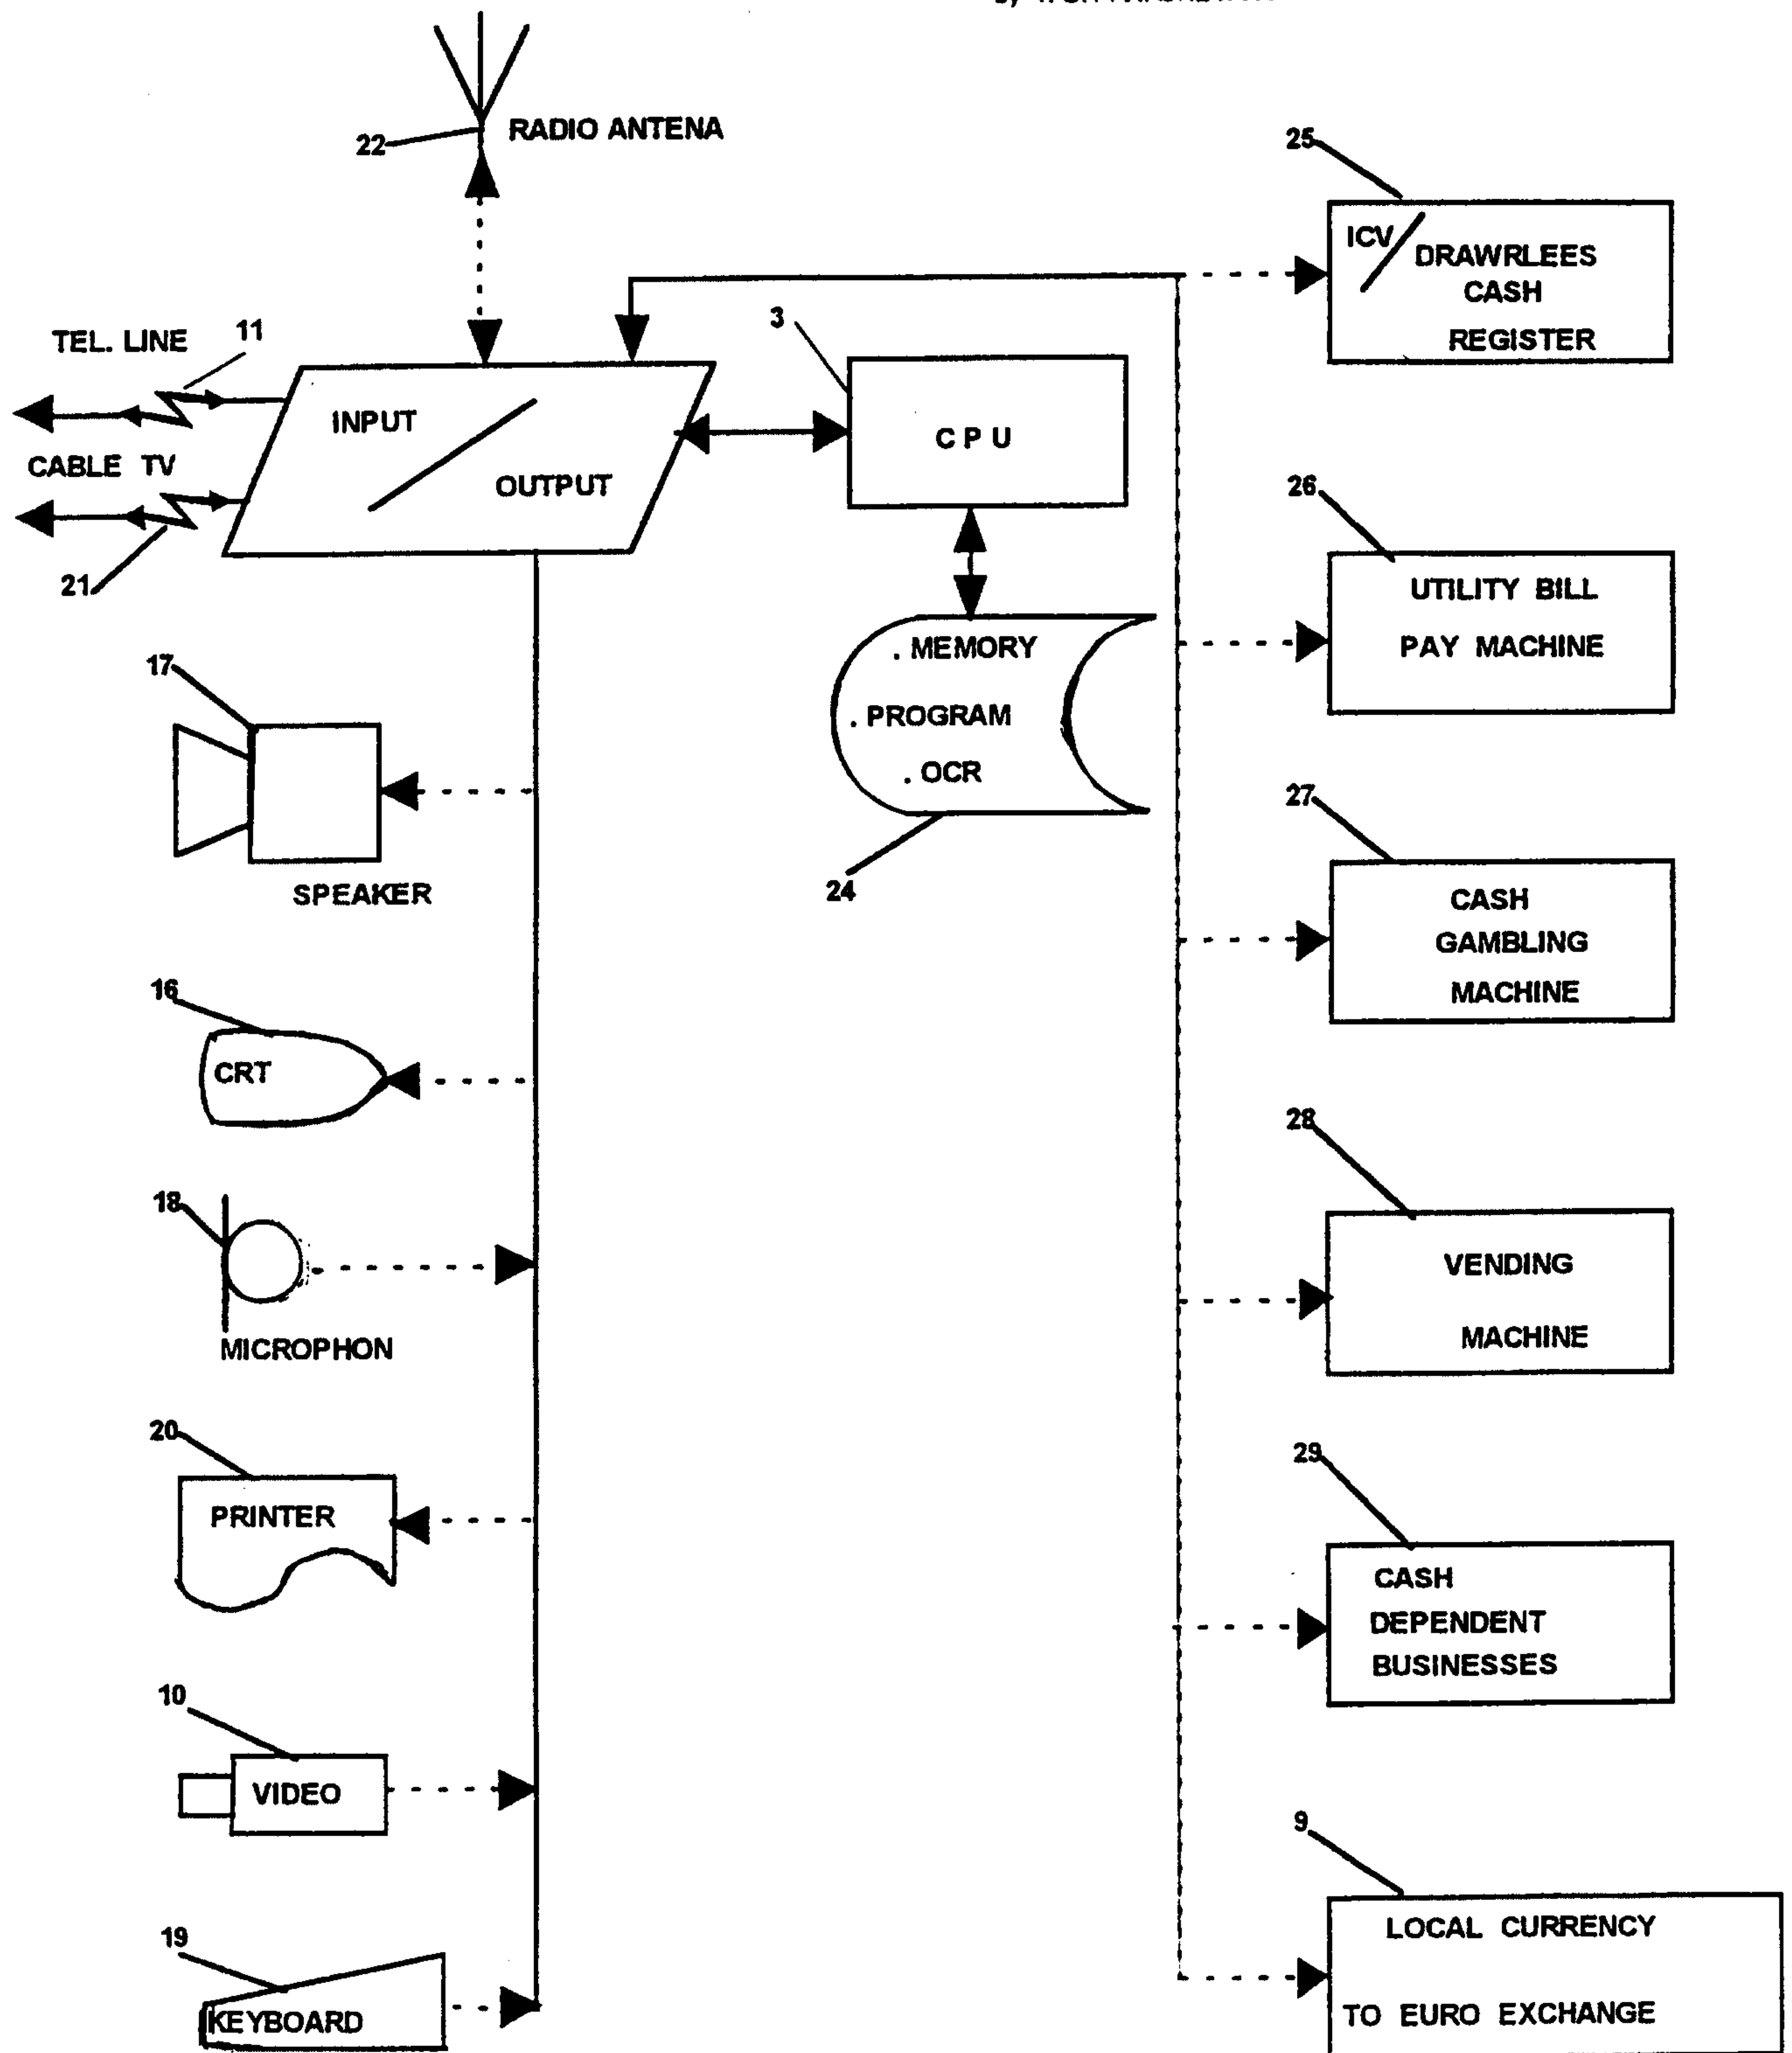 by
22
RADIO ANTENA
25
ICV
DRAWRLEES
CASH
REGISTER
TEL. LINE
11
3
INPUT
OUTPUT
C P U
CABLE TV
21
26
UTILITY BILL
PAY MACHINE
. MEMORY
. PROGRAM
. OCR
24
17
SPEAKER
27
CASH
GAMBLING
MACHINE
16
CRT
28
VENDING
MACHINE
18
MICROPHON
20
PRINTER
29
CASH
DEPENDENT
BUSINESSES
10
VIDEO
9
LOCAL CURRENCY
TO EURO EXCHANGE
19
KEYBOARD